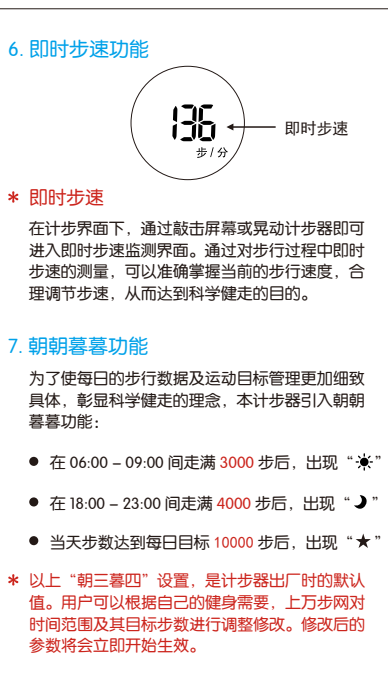 6. 即时步速功能
136
步/分
即时步速
* 即时步速
在计步界面下，通过敲击屏幕或晃动计步器即可
进入即时步速监测界面。通过对步行过程中即时
步速的测量，可以准确掌握当前的步行速度，合
理调节步速，从而达到科学健走的目的。
7. 朝朝暮暮功能
为了使每日的步行数据及运动目标管理更加细致
具体，彰显科学健走的理念，本计步器引入朝朝
暮暮功能：
● 在 06:00 – 09:00 间走满 3000 步后，出现“☀”
● 在 18:00 – 23:00 间走满 4000 步后，出现“☽”
● 当天步数达到每日目标 10000 步后，出现“★”
* 以上“朝三暮四”设置，是计步器出厂时的默认
值。用户可以根据自己的健身需要，上万步网对
时间范围及其目标步数进行调整修改。修改后的
参数将会立即开始生效。